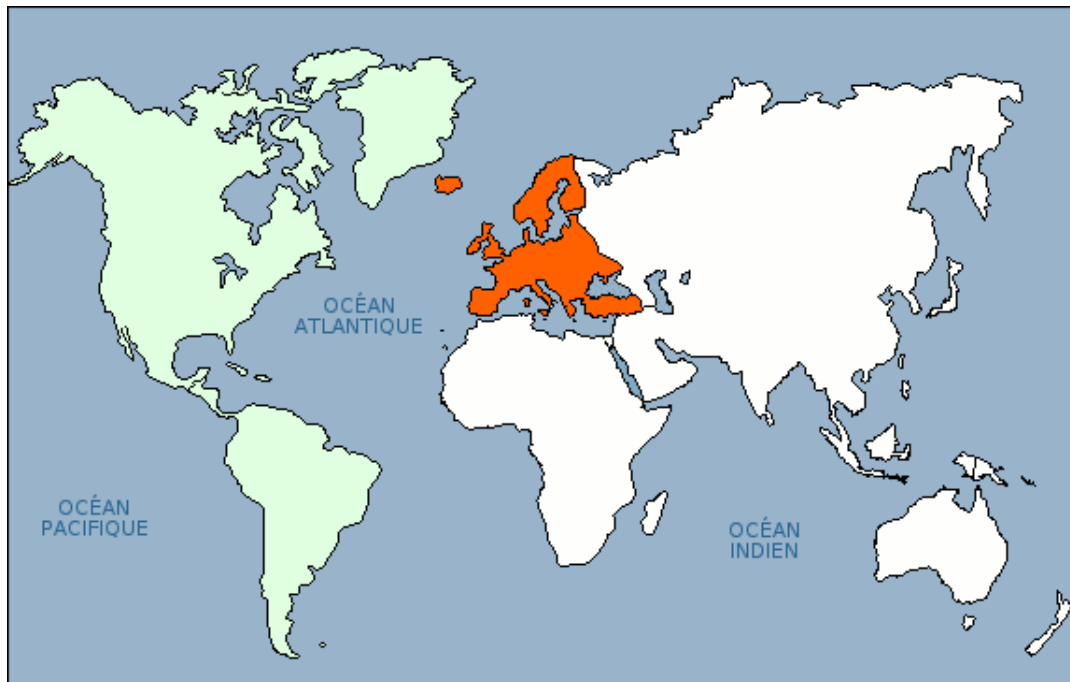 OCÉAN
ATLANTIQUE
OCÉAN
PACIFIQUE
OCÉAN
INDIEN